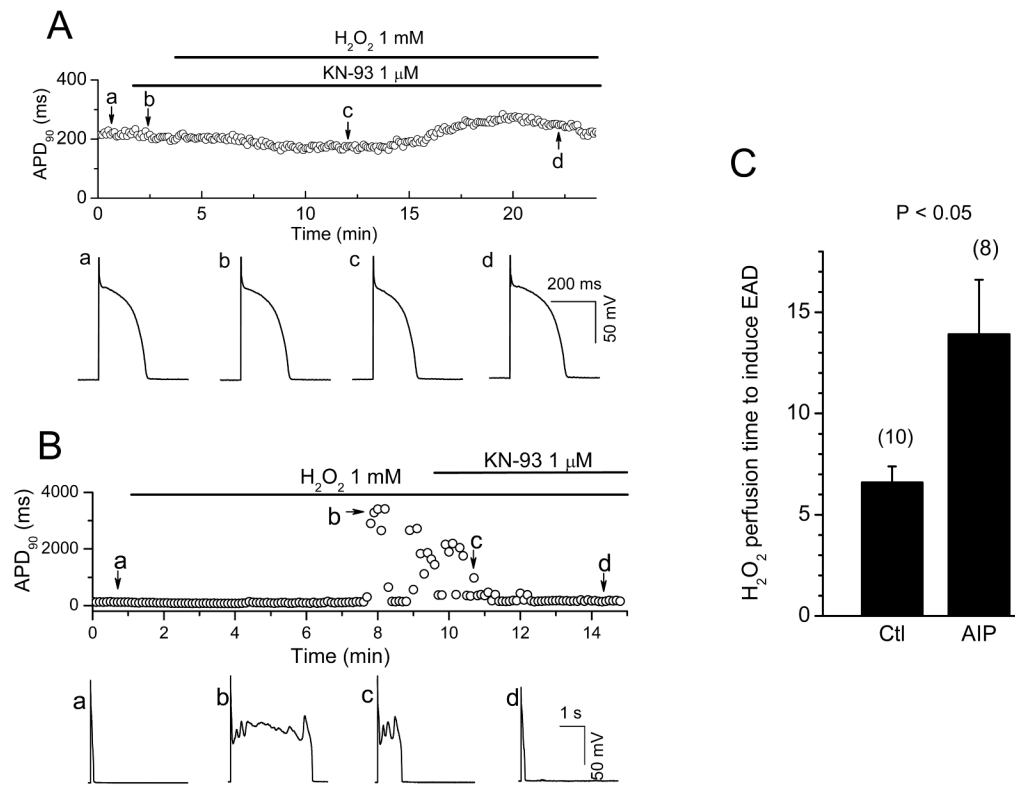 A
H₂O₂ 1 mM
KN-93 1 μM
APD₉₀ (ms)
400
200
0
a
b
c
d
0 5 10 15 20
Time (min)
a
b
c
d
200 ms
50 mV
B
KN-93 1 μM
H₂O₂ 1 mM
APD₉₀ (ms)
4000
2000
0
a
b
c
d
0 2 4 6 8 10 12 14
Time (min)
a
b
c
d
1 s
50 mV
C
P < 0.05
H₂O₂ perfusion time to induce EAD
15
10
5
0
(10)
(8)
Ctl AIP